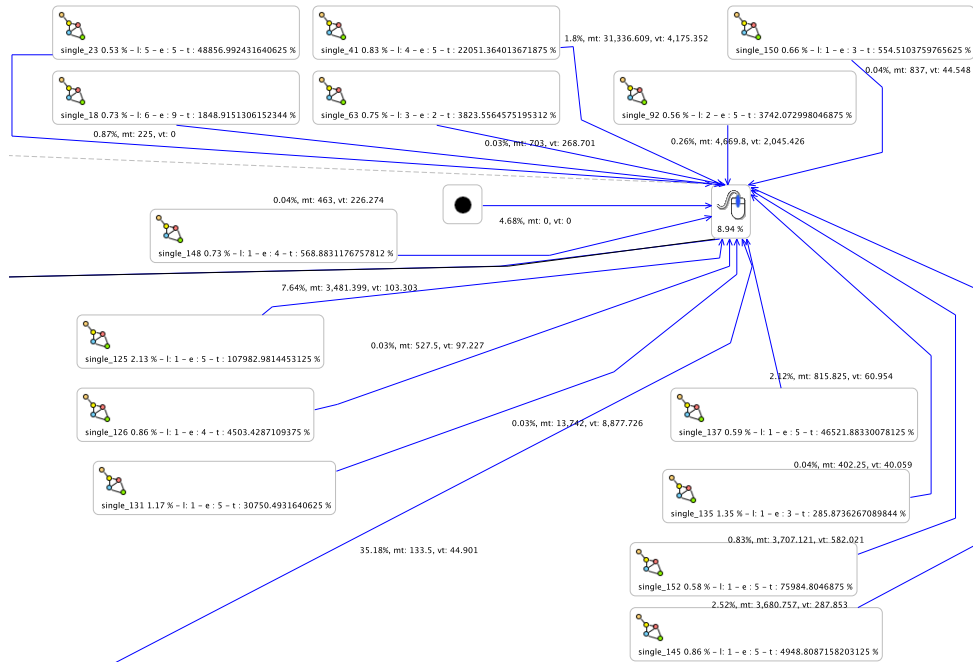 single_23 0.53 % – l: 5 – e : 5 – t : 48856.992431640625 %
single_41 0.83 % – l: 4 – e : 5 – t : 22051.364013671875 %
1.8%, mt: 31,336.609, vt: 4,175.352
single_150 0.66 % – l: 1 – e : 3 – t : 554.5103759765625 %
0.04%, mt: 837, vt: 44.548
single_18 0.73 % – l: 6 – e : 9 – t : 1848.9151306152344 %
single_63 0.75 % – l: 3 – e : 2 – t : 3823.5564575195312 %
single_92 0.56 % – l: 2 – e : 5 – t : 3742.072998046875 %
0.87%, mt: 225, vt: 0
0.03%, mt: 703, vt: 268.701
0.26%, mt: 4,669.8, vt: 2,045.426
0.04%, mt: 463, vt: 226.274
4.68%, mt: 0, vt: 0
8.94 %
single_148 0.73 % – l: 1 – e : 4 – t : 568.8831176757812 %
7.64%, mt: 3,481.399, vt: 103.303
0.03%, mt: 527.5, vt: 97.227
single_125 2.13 % – l: 1 – e : 5 – t : 107982.9814453125 %
2.12%, mt: 815.825, vt: 60.954
0.03%, mt: 13,742, vt: 8,877.726
single_126 0.86 % – l: 1 – e : 4 – t : 4503.4287109375 %
single_137 0.59 % – l: 1 – e : 5 – t : 46521.88330078125 %
0.04%, mt: 402.25, vt: 40.059
single_131 1.17 % – l: 1 – e : 5 – t : 30750.4931640625 %
single_135 1.35 % – l: 1 – e : 3 – t : 285.8736267089844 %
0.83%, mt: 3,707.121, vt: 582.021
35.18%, mt: 133.5, vt: 44.901
single_152 0.58 % – l: 1 – e : 5 – t : 75984.8046875 %
2.52%, mt: 3,680.757, vt: 287.853
single_145 0.86 % – l: 1 – e : 5 – t : 4948.8087158203125 %